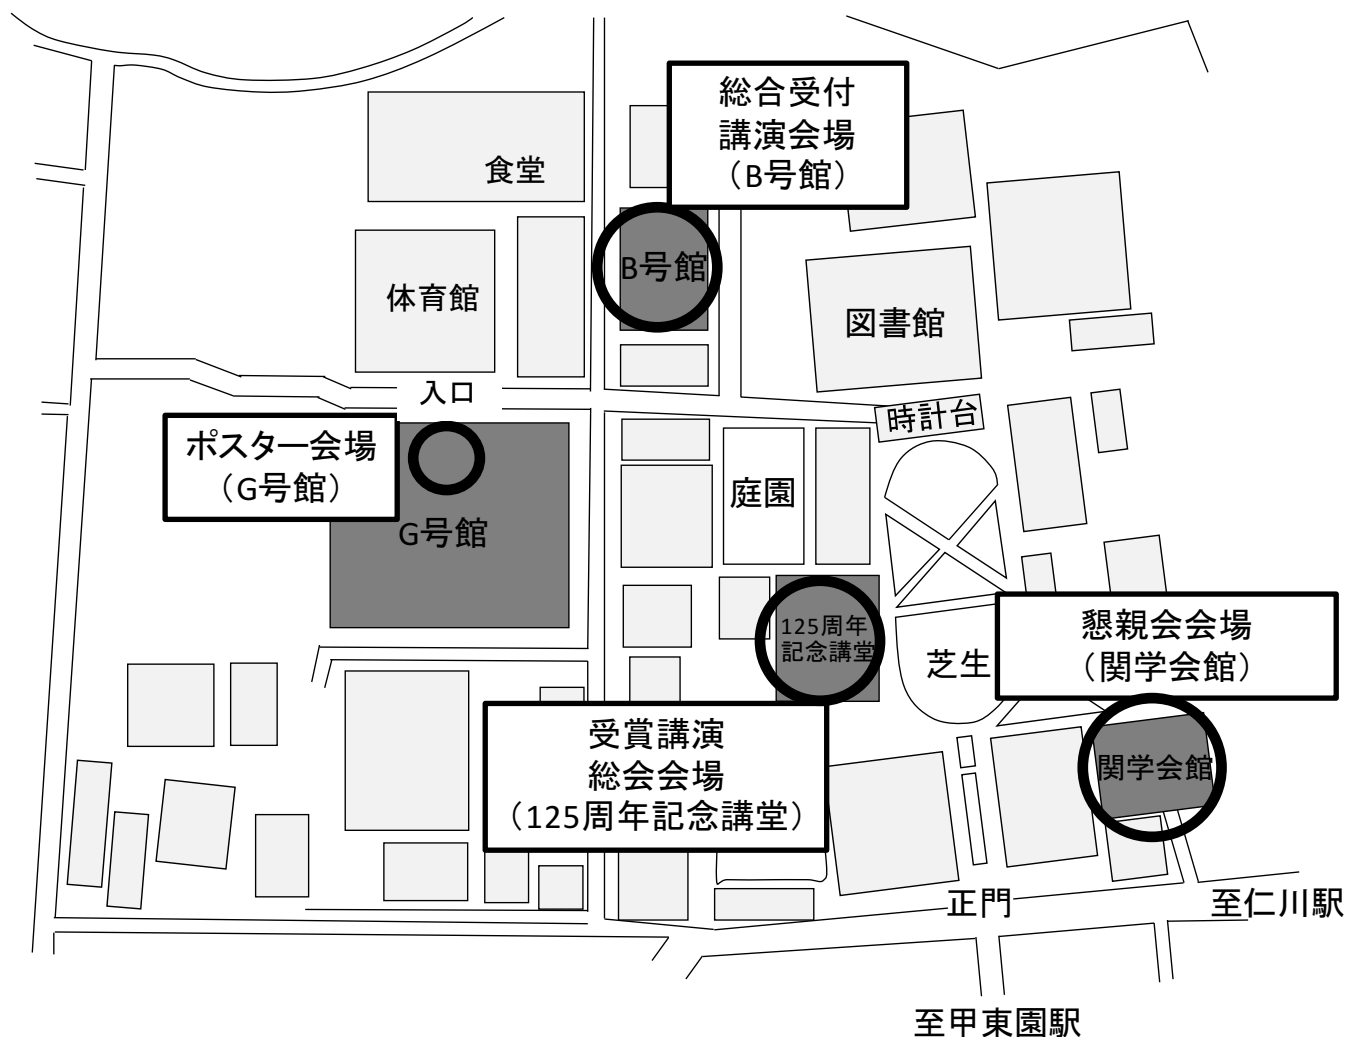 総合受付
講演会場
（B号館）
食堂
B号館
体育館
図書館
入口
時計台
ポスター会場
（G号館）
G号館
庭園
125周年
記念講堂
懇親会会場
（関学会館）
芝生
受賞講演
総会会場
（125周年記念講堂）
関学会館
正門
至仁川駅
至甲東園駅